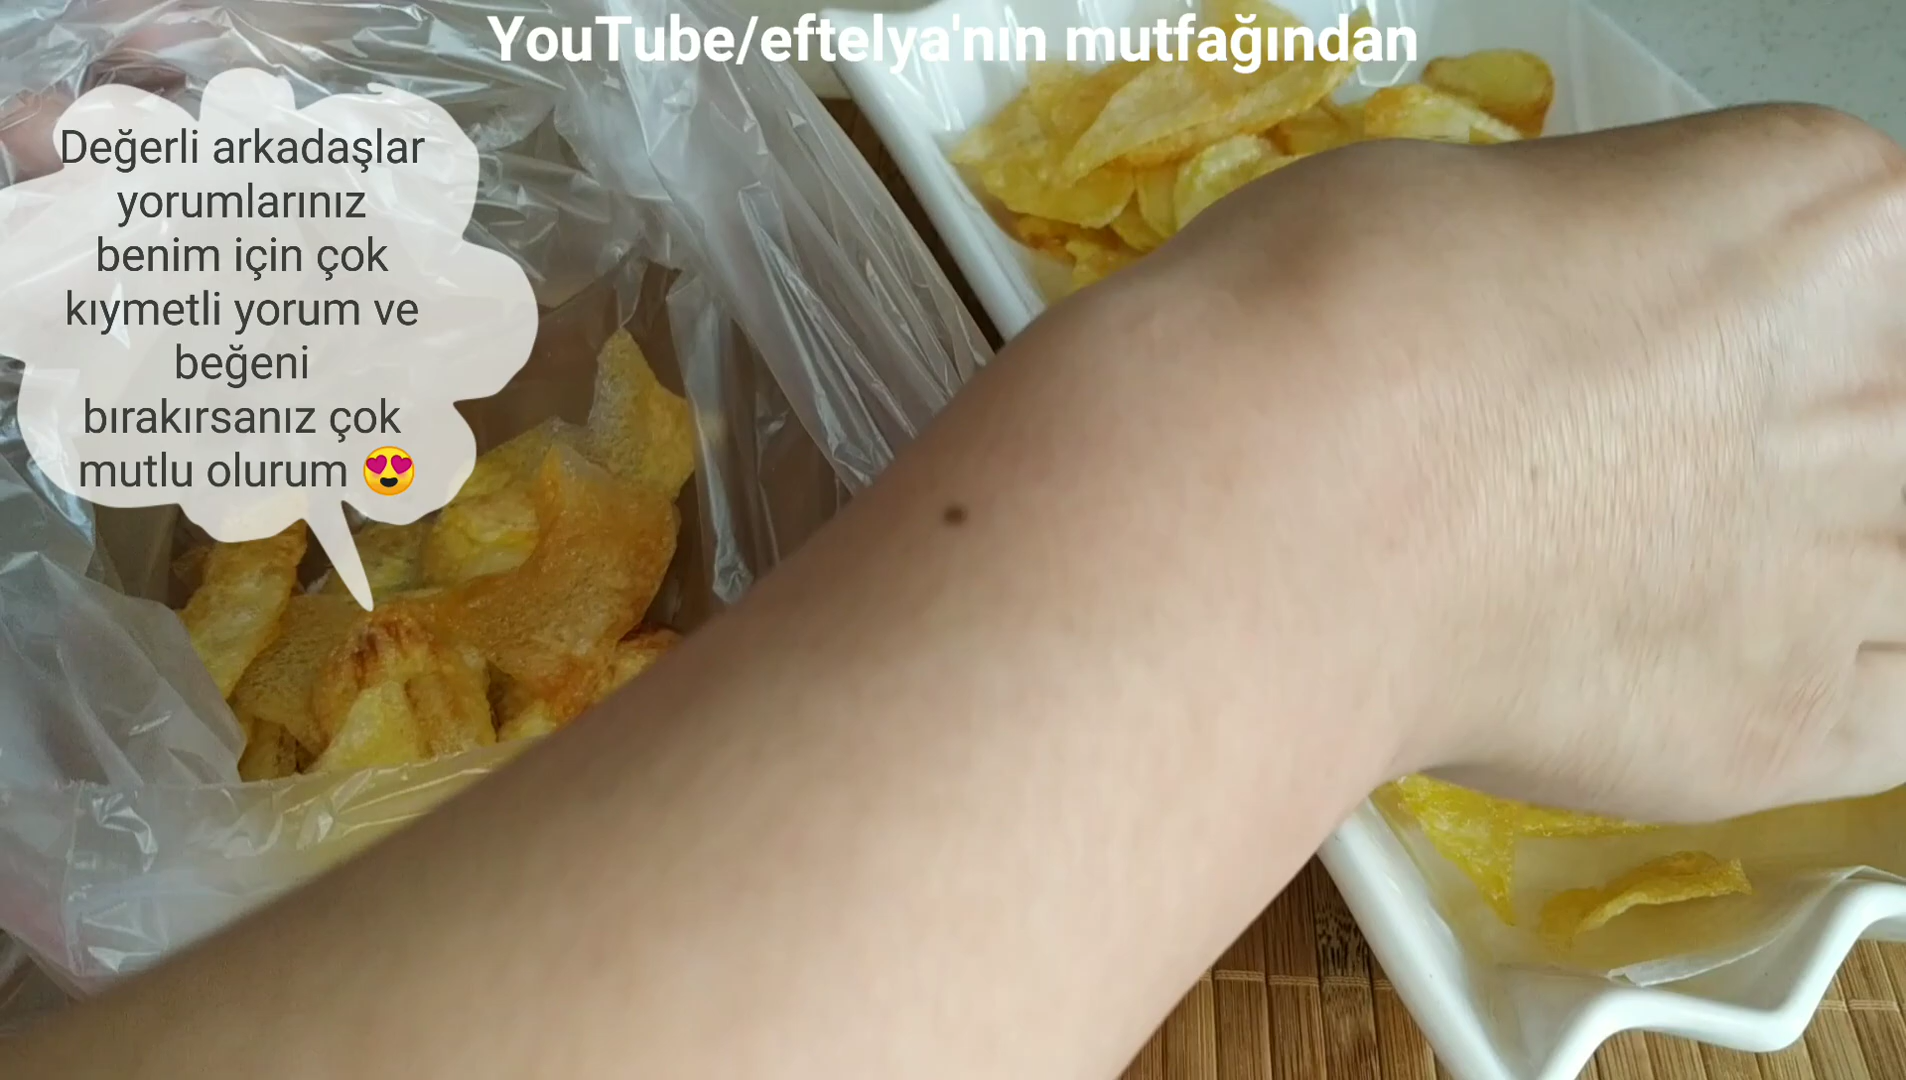 YouTube/eftelya'nın mutfağından
Değerli arkadaşlar
yorumlarınız
benim için çok
kıymetli yorum ve
beğeni
bırakırsanız çok
mutlu olurum 😍